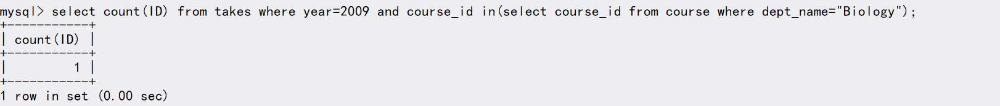 mysql> select count(ID) from takes where year=2009 and course_id in(select course_id from course where dept_name="Biology");
+-----------+
| count(ID) |
+-----------+
|         1 |
+-----------+
1 row in set (0.00 sec)